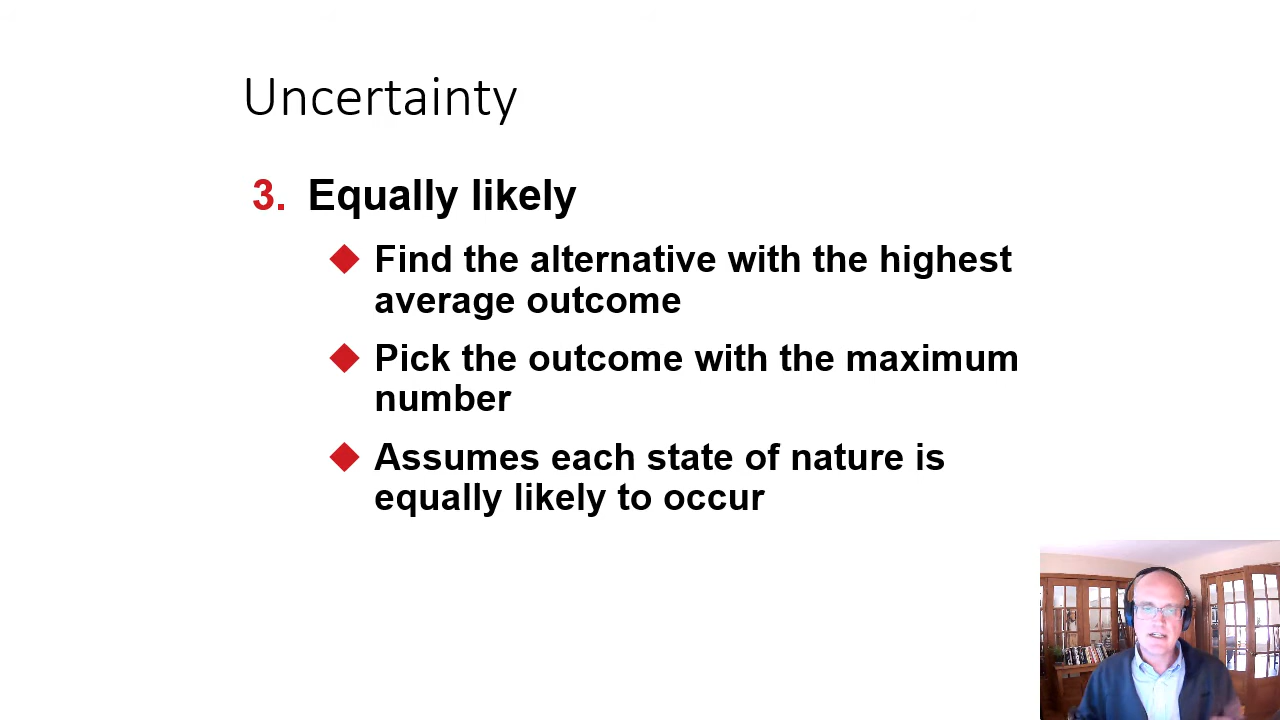 Uncertainty
3. Equally likely
Find the alternative with the highest
average outcome
Pick the outcome with the maximum
number
Assumes each state of nature is
equally likely to occur